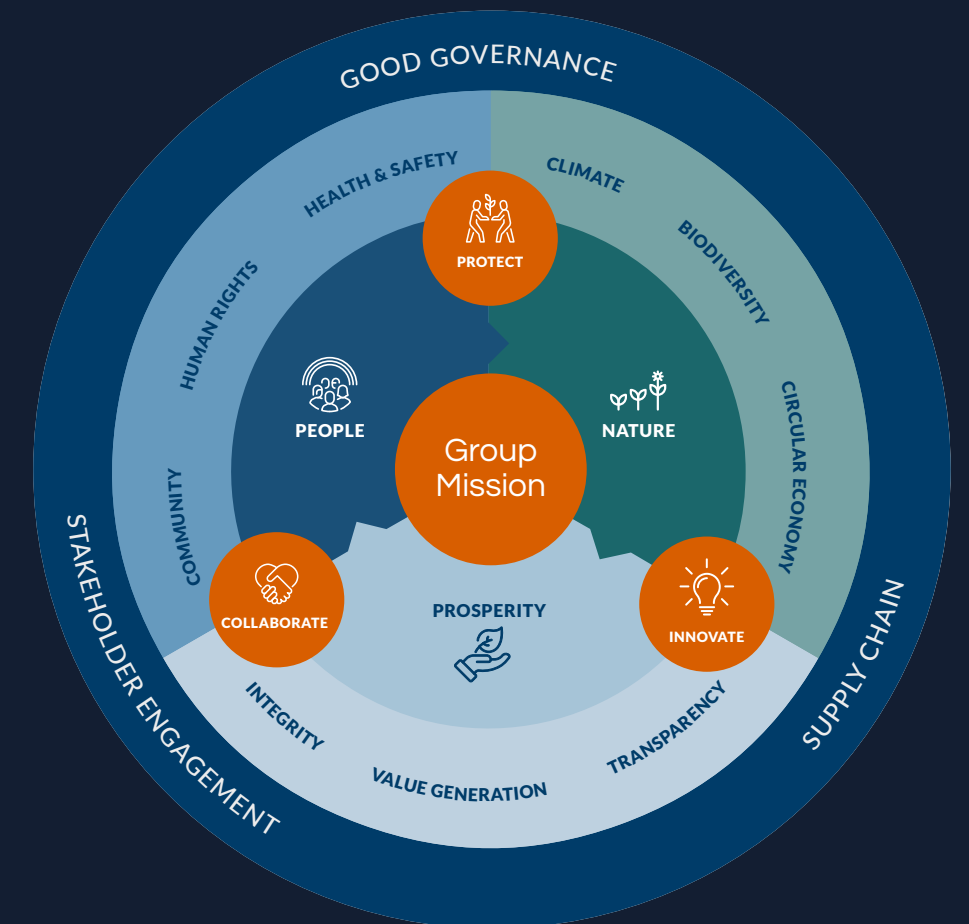 GOOD GOVERNANCE
HEALTH & SAFETY
CLIMATE
HUMAN RIGHTS
BIODIVERSITY
PROTECT
PEOPLE
NATURE
CIRCULAR ECONOMY
Group
Mission
COMMUNITY
COLLABORATE
PROSPERITY
INNOVATE
INTEGRITY
VALUE GENERATION
TRANSPARENCY
STAKEHOLDER ENGAGEMENT
SUPPLY CHAIN